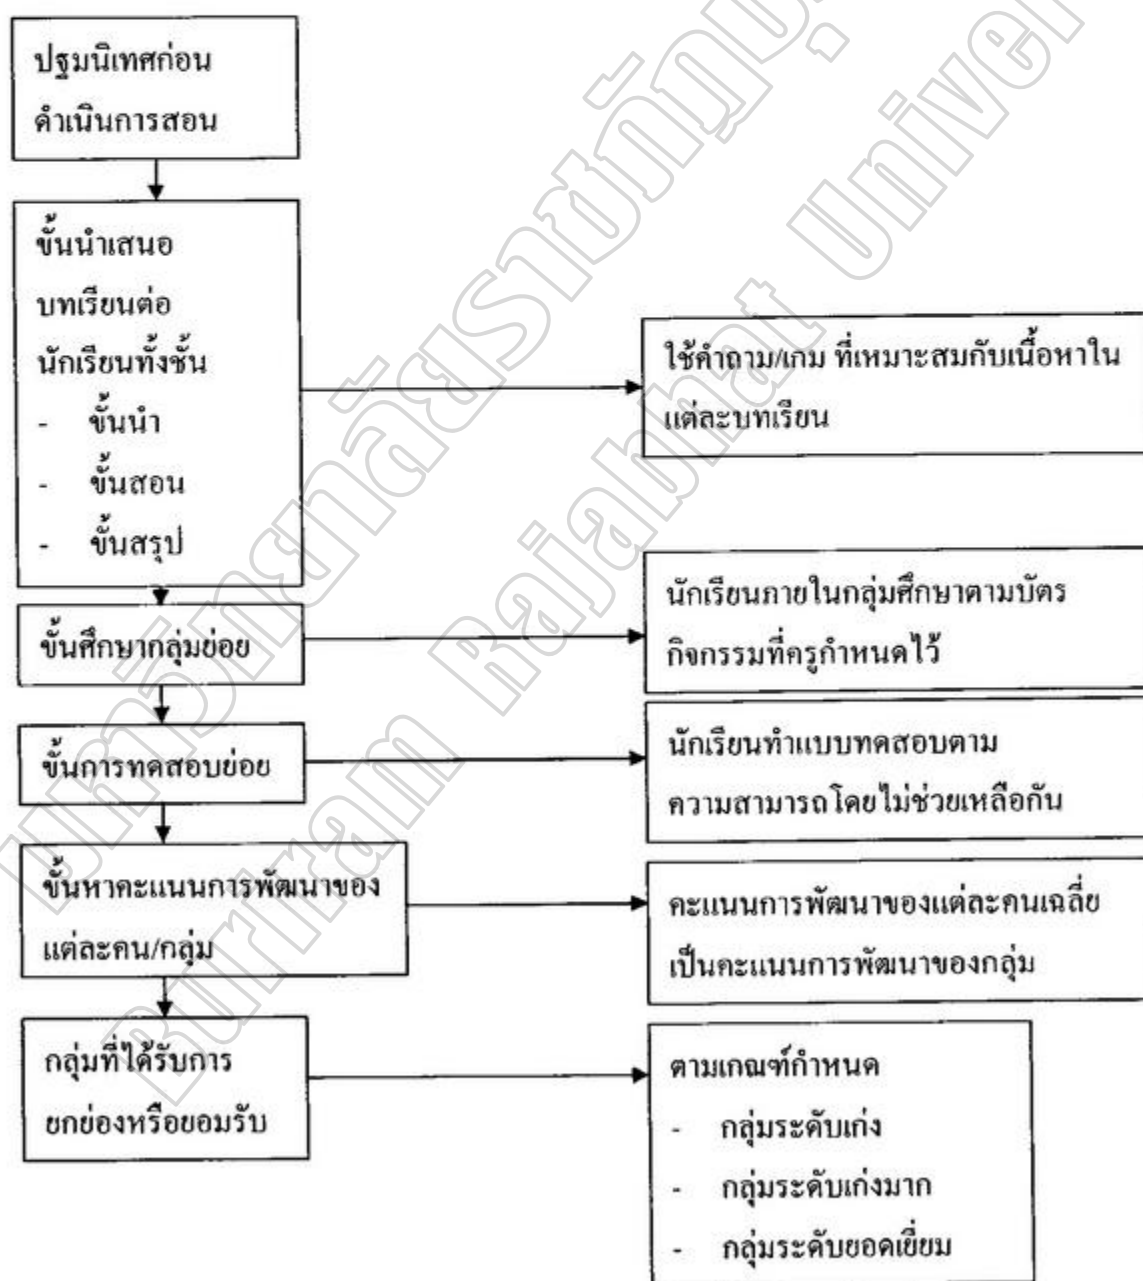 ปฐมนิเทศก่อน
ดำเนินการสอน
ขั้นนำเสนอ
บทเรียนต่อ
นักเรียนทั้งชั้น
- ขั้นนำ
- ขั้นสอน
- ขั้นสรุป
ใช้คำถาม/เกม ที่เหมาะสมกับเนื้อหาใน
แต่ละบทเรียน
ขั้นศึกษากลุ่มย่อย
นักเรียนภายในกลุ่มศึกษาตามบัตร
กิจกรรมที่ครูกำหนดไว้
ขั้นการทดสอบย่อย
นักเรียนทำแบบทดสอบตาม
ความสามารถโดยไม่ช่วยเหลือกัน
ขั้นหาคะแนนการพัฒนาของ
แต่ละคน/กลุ่ม
คะแนนการพัฒนาของแต่ละคนเฉลี่ย
เป็นคะแนนการพัฒนาของกลุ่ม
กลุ่มที่ได้รับการ
ยกย่องหรือยอมรับ
ตามเกณฑ์กำหนด
- กลุ่มระดับเก่ง
- กลุ่มระดับเก่งมาก
- กลุ่มระดับยอดเยี่ยม
Buriram Rajabhat